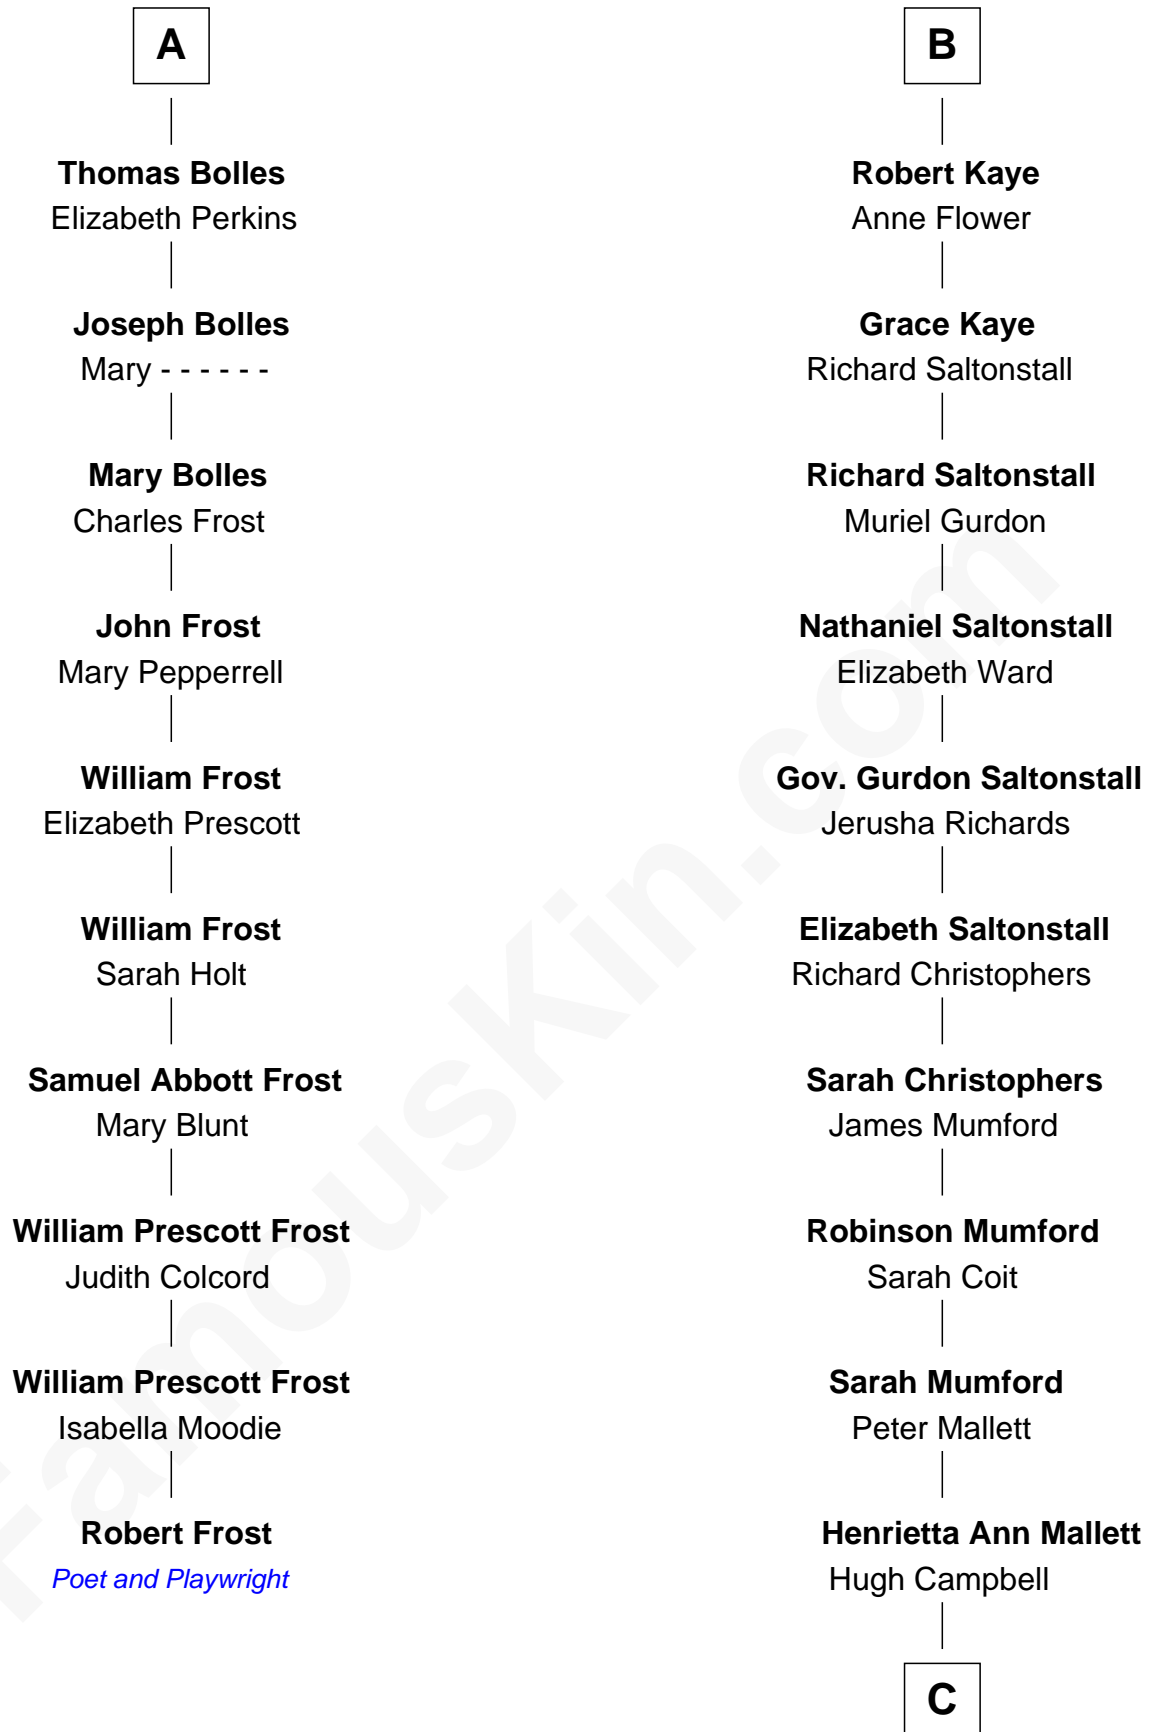 A
Thomas Bolles
Elizabeth Perkins
Joseph Bolles
Mary - - - - - -
Mary Bolles
Charles Frost
John Frost
Mary Pepperrell
William Frost
Elizabeth Prescott
William Frost
Sarah Holt
Samuel Abbott Frost
Mary Blunt
William Prescott Frost
Judith Colcord
William Prescott Frost
Isabella Moodie
Robert Frost
Poet and Playwright
B
Robert Kaye
Anne Flower
Grace Kaye
Richard Saltonstall
Richard Saltonstall
Muriel Gurdon
Nathaniel Saltonstall
Elizabeth Ward
Gov. Gurdon Saltonstall
Jerusha Richards
Elizabeth Saltonstall
Richard Christophers
Sarah Christophers
James Mumford
Robinson Mumford
Sarah Coit
Sarah Mumford
Peter Mallett
Henrietta Ann Mallett
Hugh Campbell
C
FamousKin.com